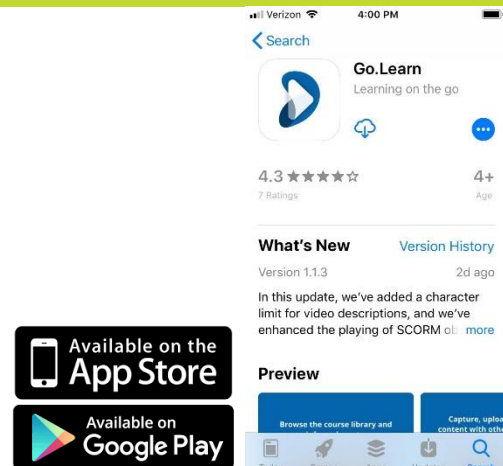 Verizon
4:00 PM
Search
Go.Learn
Learning on the go
4.3
4+
7 Ratings
Age
What's New
Version History
Version 1.1.3
2d ago
In this update, we've added a character
limit for video descriptions, and we've
enhanced the playing of SCORM ob more
Preview
Browse the course library and
Capture, uploa
content with othe
Available on the
App Store
Available on
Google Play